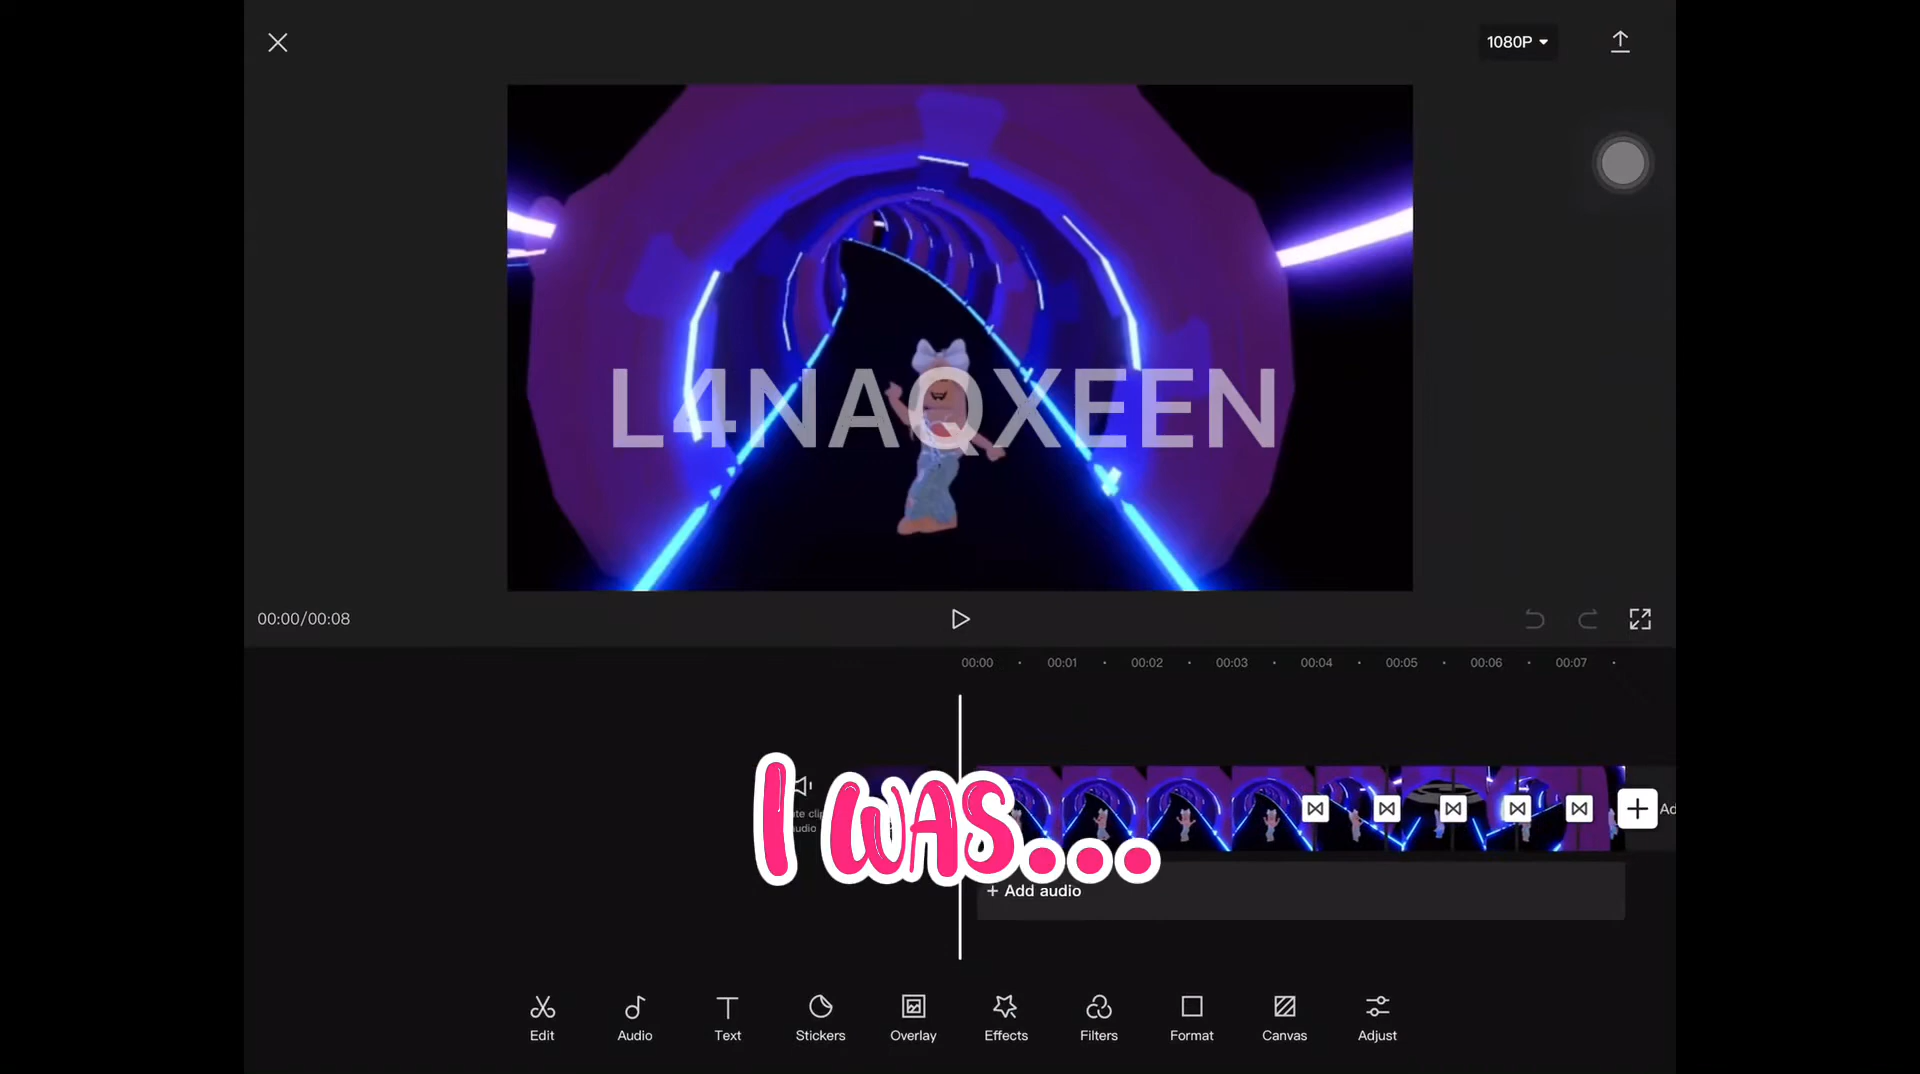 1080P
L4NAQXEEN
00:00/00:08
00:00 00:01 00:02 00:03 00:04 00:05 00:06 00:07
I WAS...
+ Add audio
Edit Audio Text Stickers Overlay Effects Filters Format Canvas Adjust